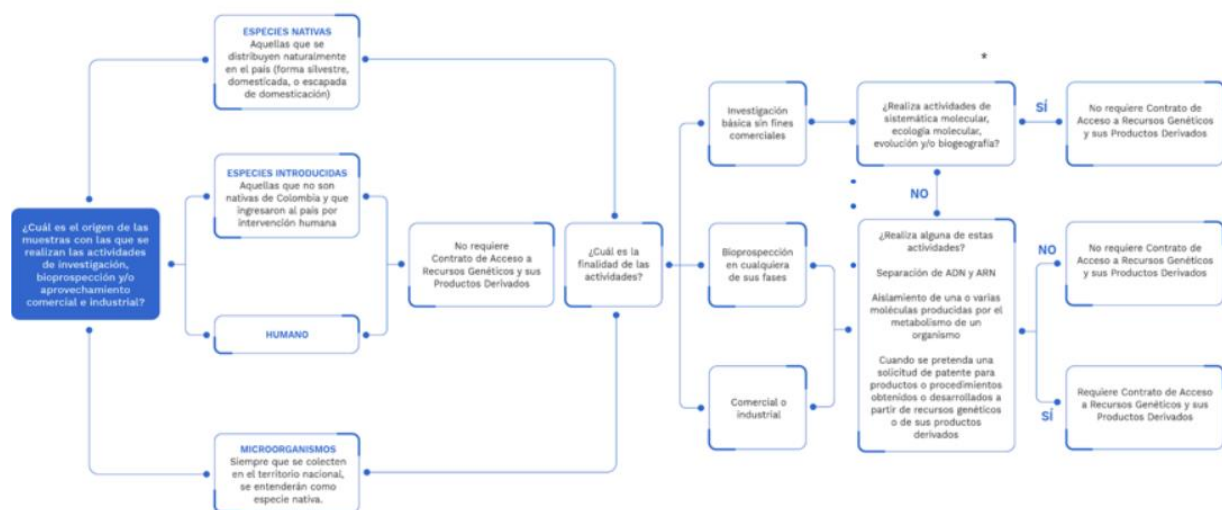 ¿Cuál es el origen de las
muestras con las que se
realizan las actividades
de investigación,
bioprospección y/o
aprovechamiento
comercial e industrial?
ESPECIES NATIVAS
Aquellas que se
distribuyen naturalmente
en el país (forma silvestre,
domesticada, o escapada
de domesticación)
ESPECIES INTRODUCIDAS
Aquellas que no son
nativas de Colombia y que
ingresaron al país por
intervención humana
HUMANO
MICROORGANISMOS
Siempre que se colecten
en el territorio nacional,
se entenderán como
especie nativa.
No requiere
Contrato de Acceso a
Recursos Genéticos y sus
Productos Derivados
¿Cuál es la
finalidad de las
actividades?
Investigación
básica sin fines
comerciales
Bioprospección
en cualquiera
de sus fases
Comercial o
industrial
*
¿Realiza actividades de
sistemática molecular,
ecología molecular,
evolución y/o biogeografía?
SÍ
No requiere Contrato de
Acceso a Recursos Genéticos
y sus Productos Derivados
NO
¿Realiza alguna de estas
actividades?
Separación de ADN y ARN
Aislamiento de una o varias
moléculas producidas por el
metabolismo de un
organismo
Cuando se pretenda una
solicitud de patente para
productos o procedimientos
obtenidos o desarrollados a
partir de recursos genéticos
o de sus productos
derivados
NO
No requiere Contrato de
Acceso a Recursos Genéticos
y sus Productos Derivados
SÍ
Requiere Contrato de Acceso
a Recursos Genéticos y sus
Productos Derivados